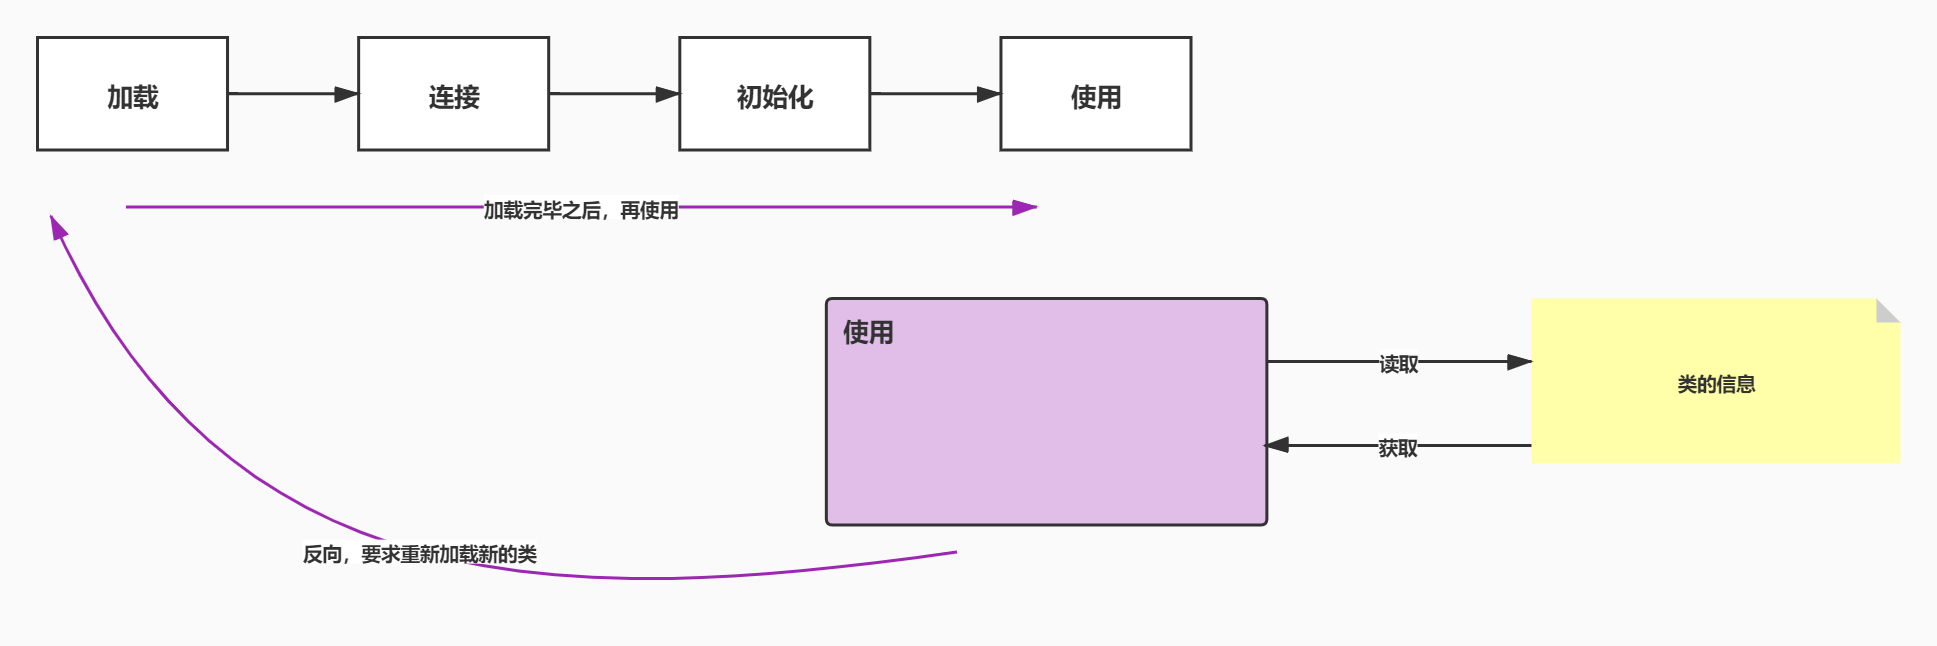 加载
连接
初始化
使用
加载完毕之后，再使用
使用
读取
类的信息
获取
反向，要求重新加载新的类